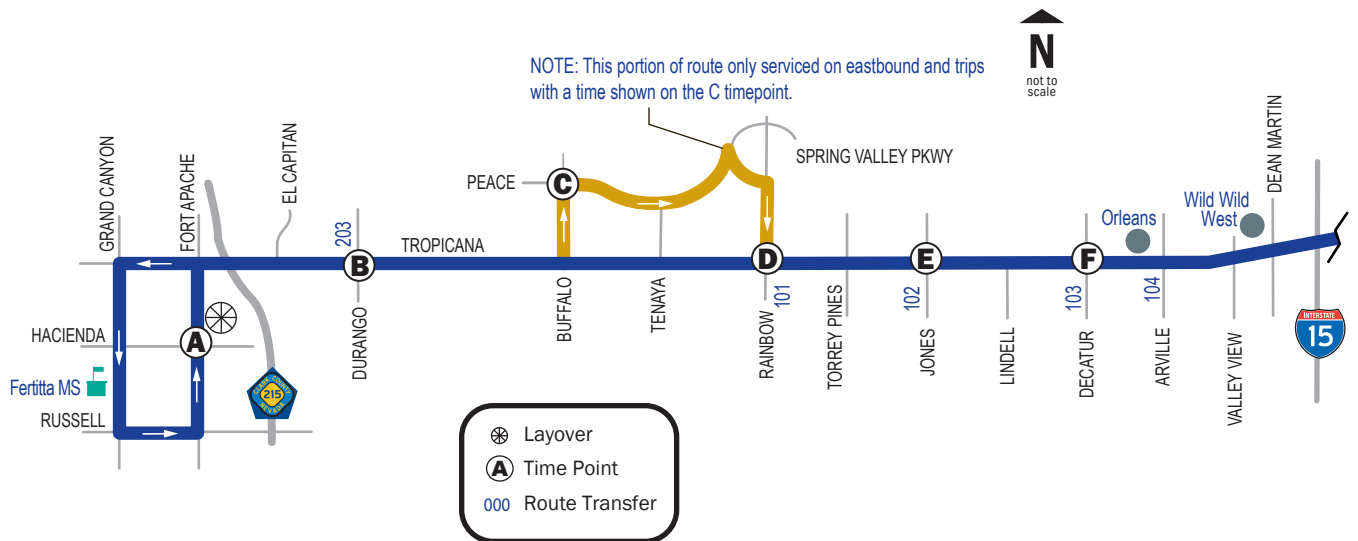 N
not to
scale
NOTE: This portion of route only serviced on eastbound and trips
with a time shown on the C timepoint.
GRAND CANYON
FORT APACHE
EL CAPITAN
203
TROPICANA
PEACE
C
SPRING VALLEY PKWY
Orleans
Wild Wild
West
DEAN MARTIN
B
D
E
F
HACIENDA
A
Fertitta MS
RUSSELL
CLARK COUNTY
215
NEVADA
DURANGO
BUFFALO
TENAYA
RAINBOW
101
TORREY PINES
102
JONES
LINDELL
103
DECATUR
104
ARVILLE
VALLEY VIEW
INTERSTATE
15
Layover
A Time Point
000 Route Transfer